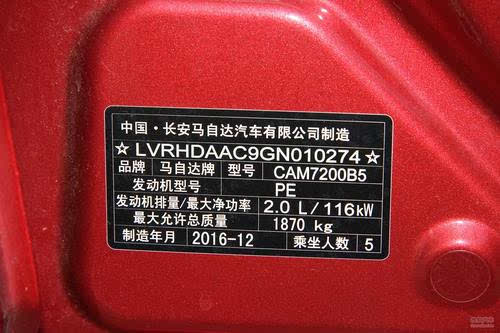 中国·长安马自达汽车有限公司制造
☆LVRHDAAC9GN010274☆
品牌 马自达牌 型号 CAM7200B5
发动机型号 PE
发动机排量/最大净功率 2.0 L/116kW
最大允许总质量 1870 kg
制造年月 2016-12 乘坐人数 5